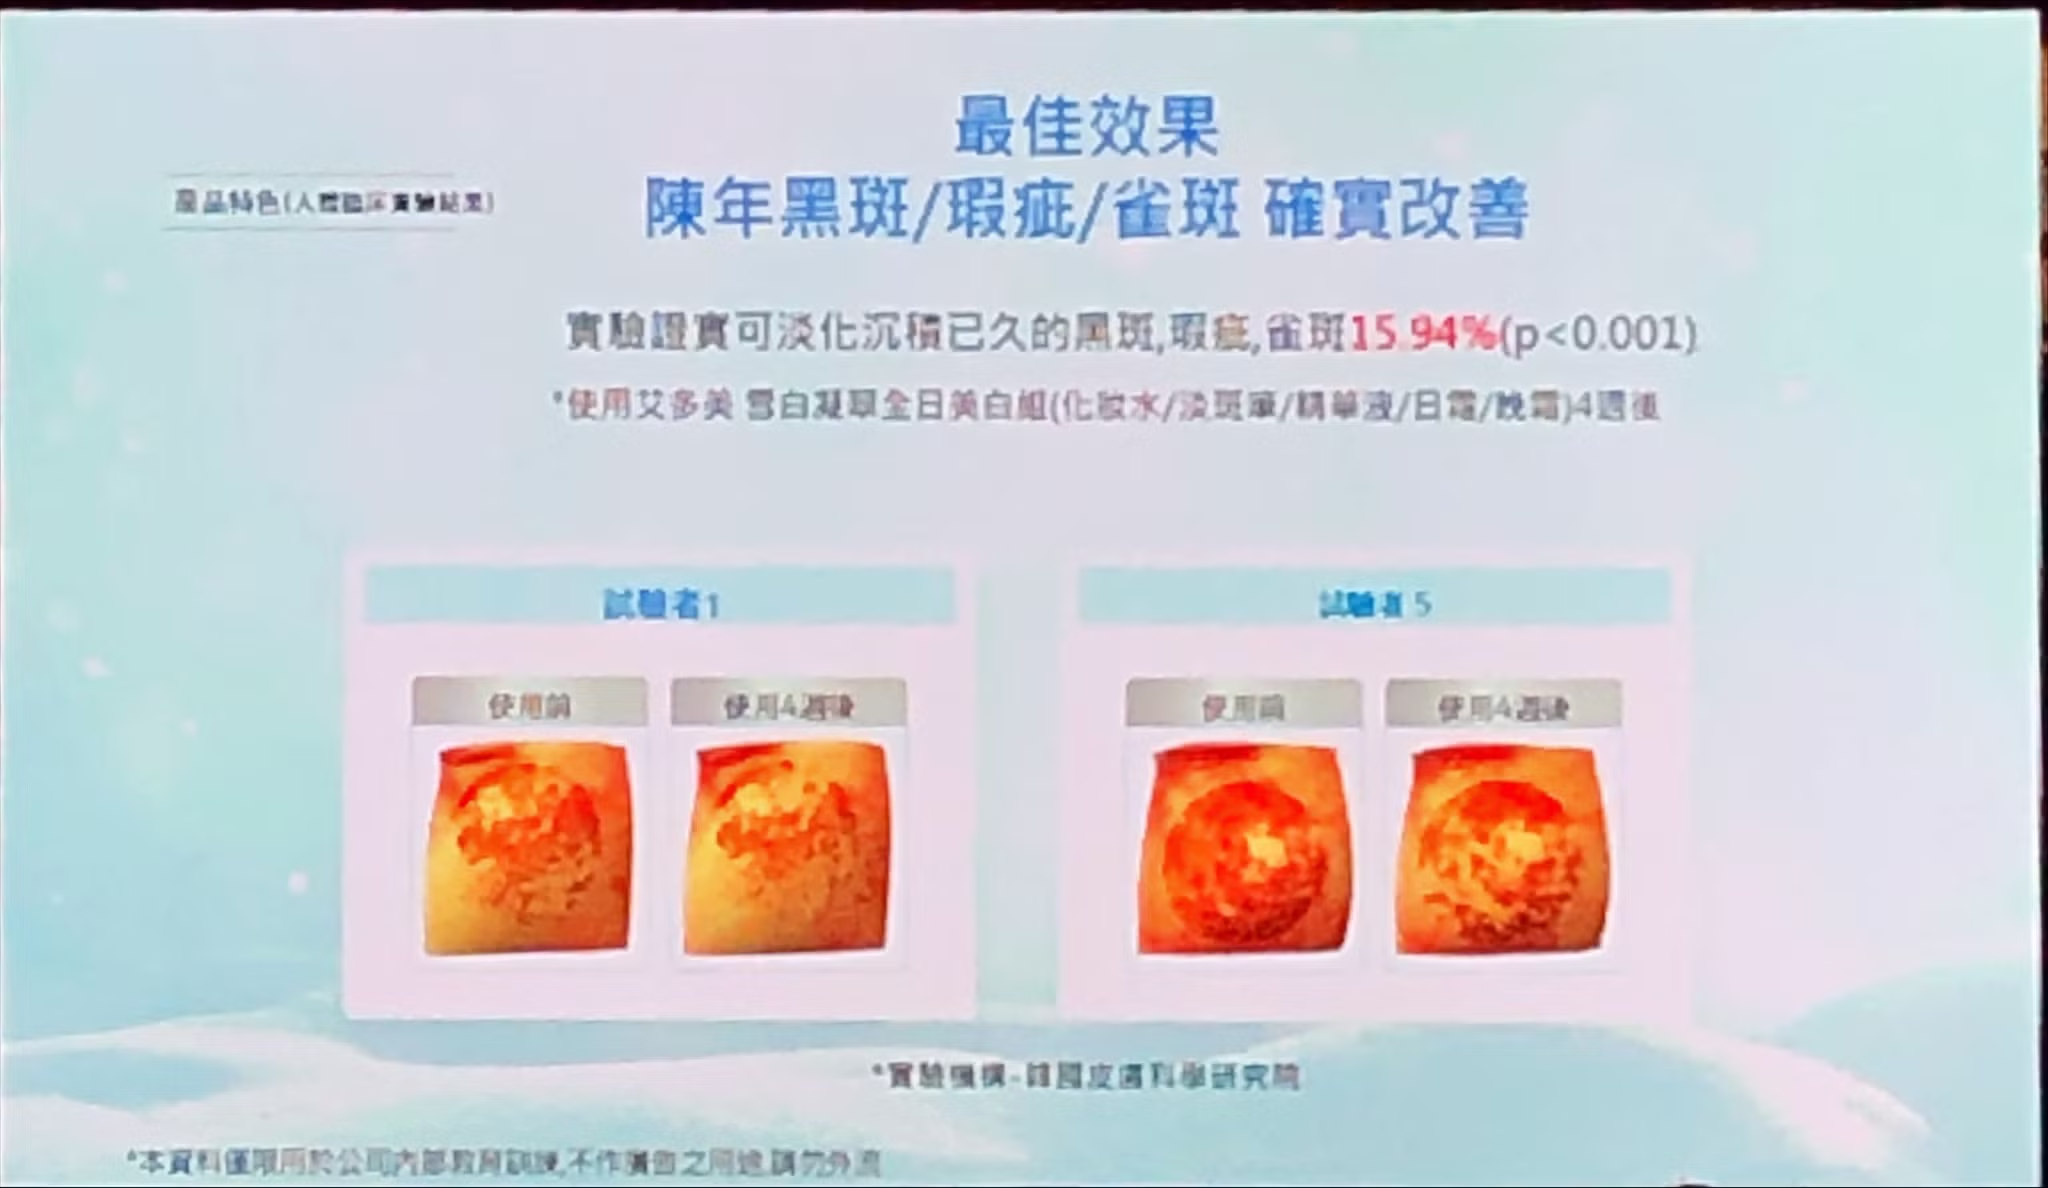 最佳效果
產品特色(人體臨床實驗結果)
陳年黑斑/瑕疵/雀斑 確實改善
實驗證實可淡化沉積已久的黑斑,瑕疵,雀斑15.94%(p<0.001)
*使用艾多美 雪白凝萃全日美白組(化妝水/淡斑筆/精華液/日霜/晚霜)4週後
試驗者1
試驗者 5
使用前
使用4週後
使用前
使用4週後
*實驗機構-韓國皮膚科學研究院
*本資料僅限用於公司內部教育訓練,不作廣告之用途,請勿外流